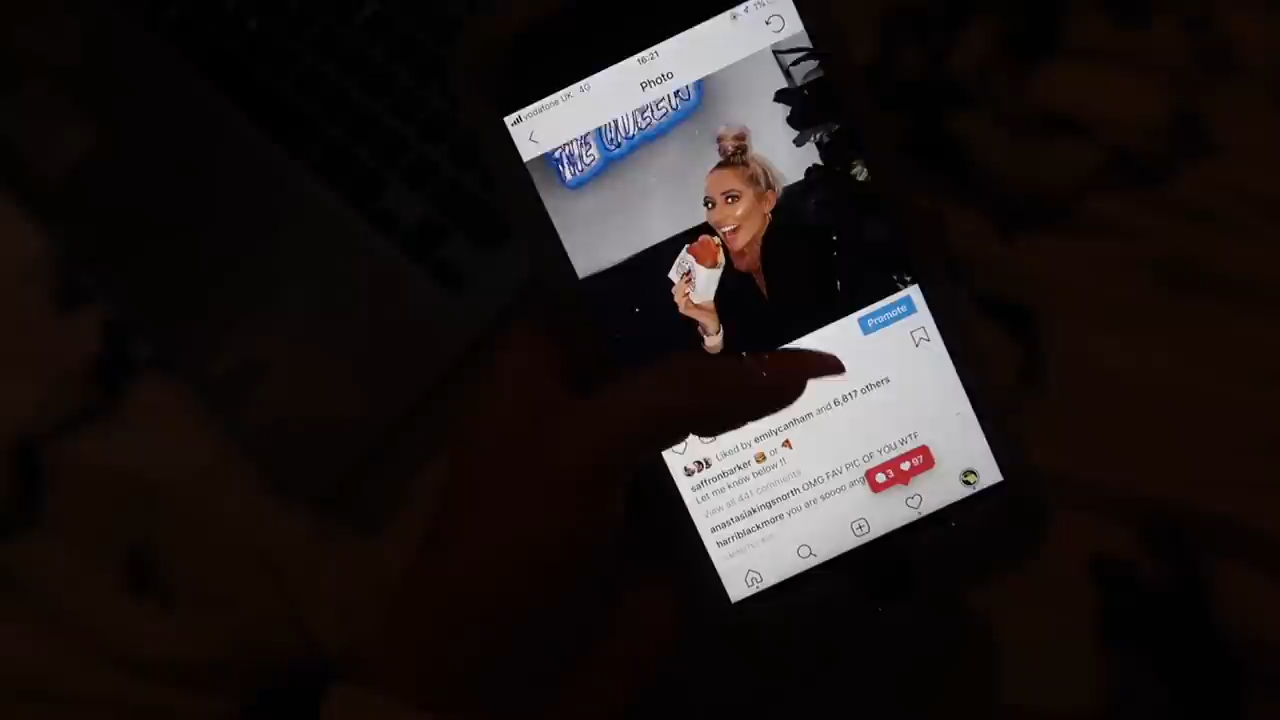 vodafone UK 4G 16:21 1%
Photo
THE QUEEN
Promote
Liked by emilycanham and 6,817 others
saffronbarker 🍔 or 🍕
Let me know below !!
View all 441 comments
anastasiakingsnorth OMG FAV PIC OF YOU WTF
harriblackmore you are soooo
3 97